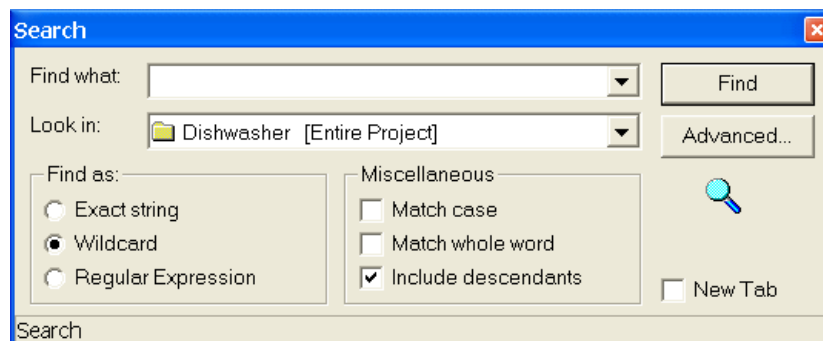 Search
Find what:
Find
Look in:
Dishwasher [Entire Project]
Advanced...
Find as:
Miscellaneous
Exact string
Match case
Wildcard
Match whole word
Regular Expression
Include descendants
New Tab
Search